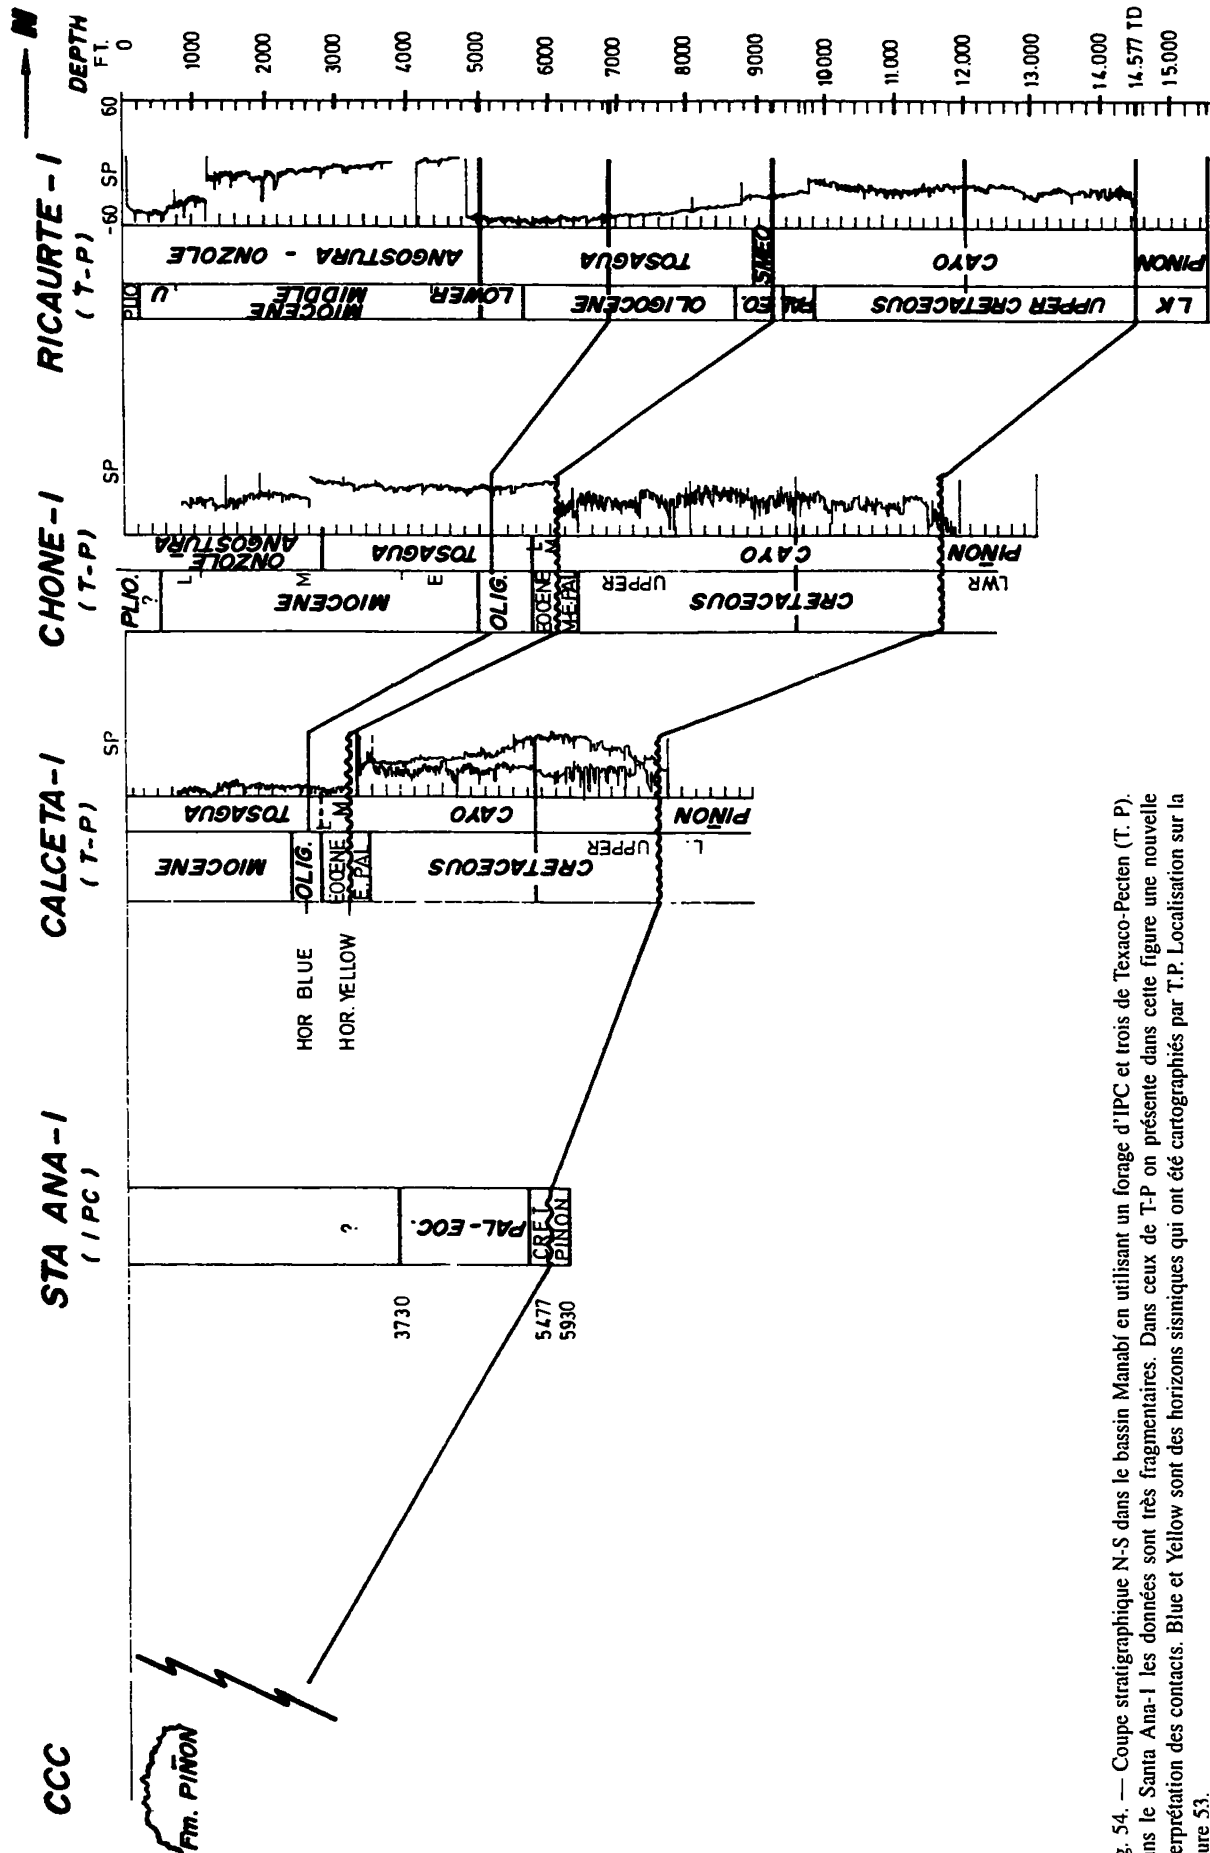 N
CCC
STA ANA-1
(IPC)
CALCETA-1
(T-P)
CHONE-1
(T-P)
RICAURTE-1
(T-P)
DEPTH
FT.
SP
SP
-60 SP 60
0
1000
2000
3000
4000
5000
6000
7000
8000
9000
10.000
11.000
12.000
13.000
14.000
14.577 TD
15.000
Fm. PIÑON
?
PAL-EOC.
CRET
PINON
3730
5477
5930
HOR BLUE
HOR. YELLOW
MIOCENE
OLIG.
EOCENE
E. PAL
CRETACEOUS
UPPER
L.
TOSAGUA
L
M
CAYO
PIÑON
PLIO.
?
L
M
E
MIOCENE
OLIG.
EOCENE
M-E.PAL
CRETACEOUS
UPPER
LWR
ONZOLE
ANGOSTURA
TOSAGUA
L
M
CAYO
PIÑON
PLIO
U
MIDDLE
MIOCENE
LOWER
OLIGOCENE
EO.
PAL
UPPER CRETACEOUS
L K
ANGOSTURA - ONZOLE
TOSAGUA
SMEO
CAYO
PINON
g. 54. — Coupe stratigraphique N-S dans le bassin Manabí en utilisant un forage d'IPC et trois de Texaco-Pecten (T. P).
ns le Santa Ana-1 les données sont très fragmentaires. Dans ceux de T-P on présente dans cette figure une nouvelle
erprétation des contacts. Blue et Yellow sont des horizons sismiques qui ont été cartographiés par T.P. Localisation sur la
ure 53.